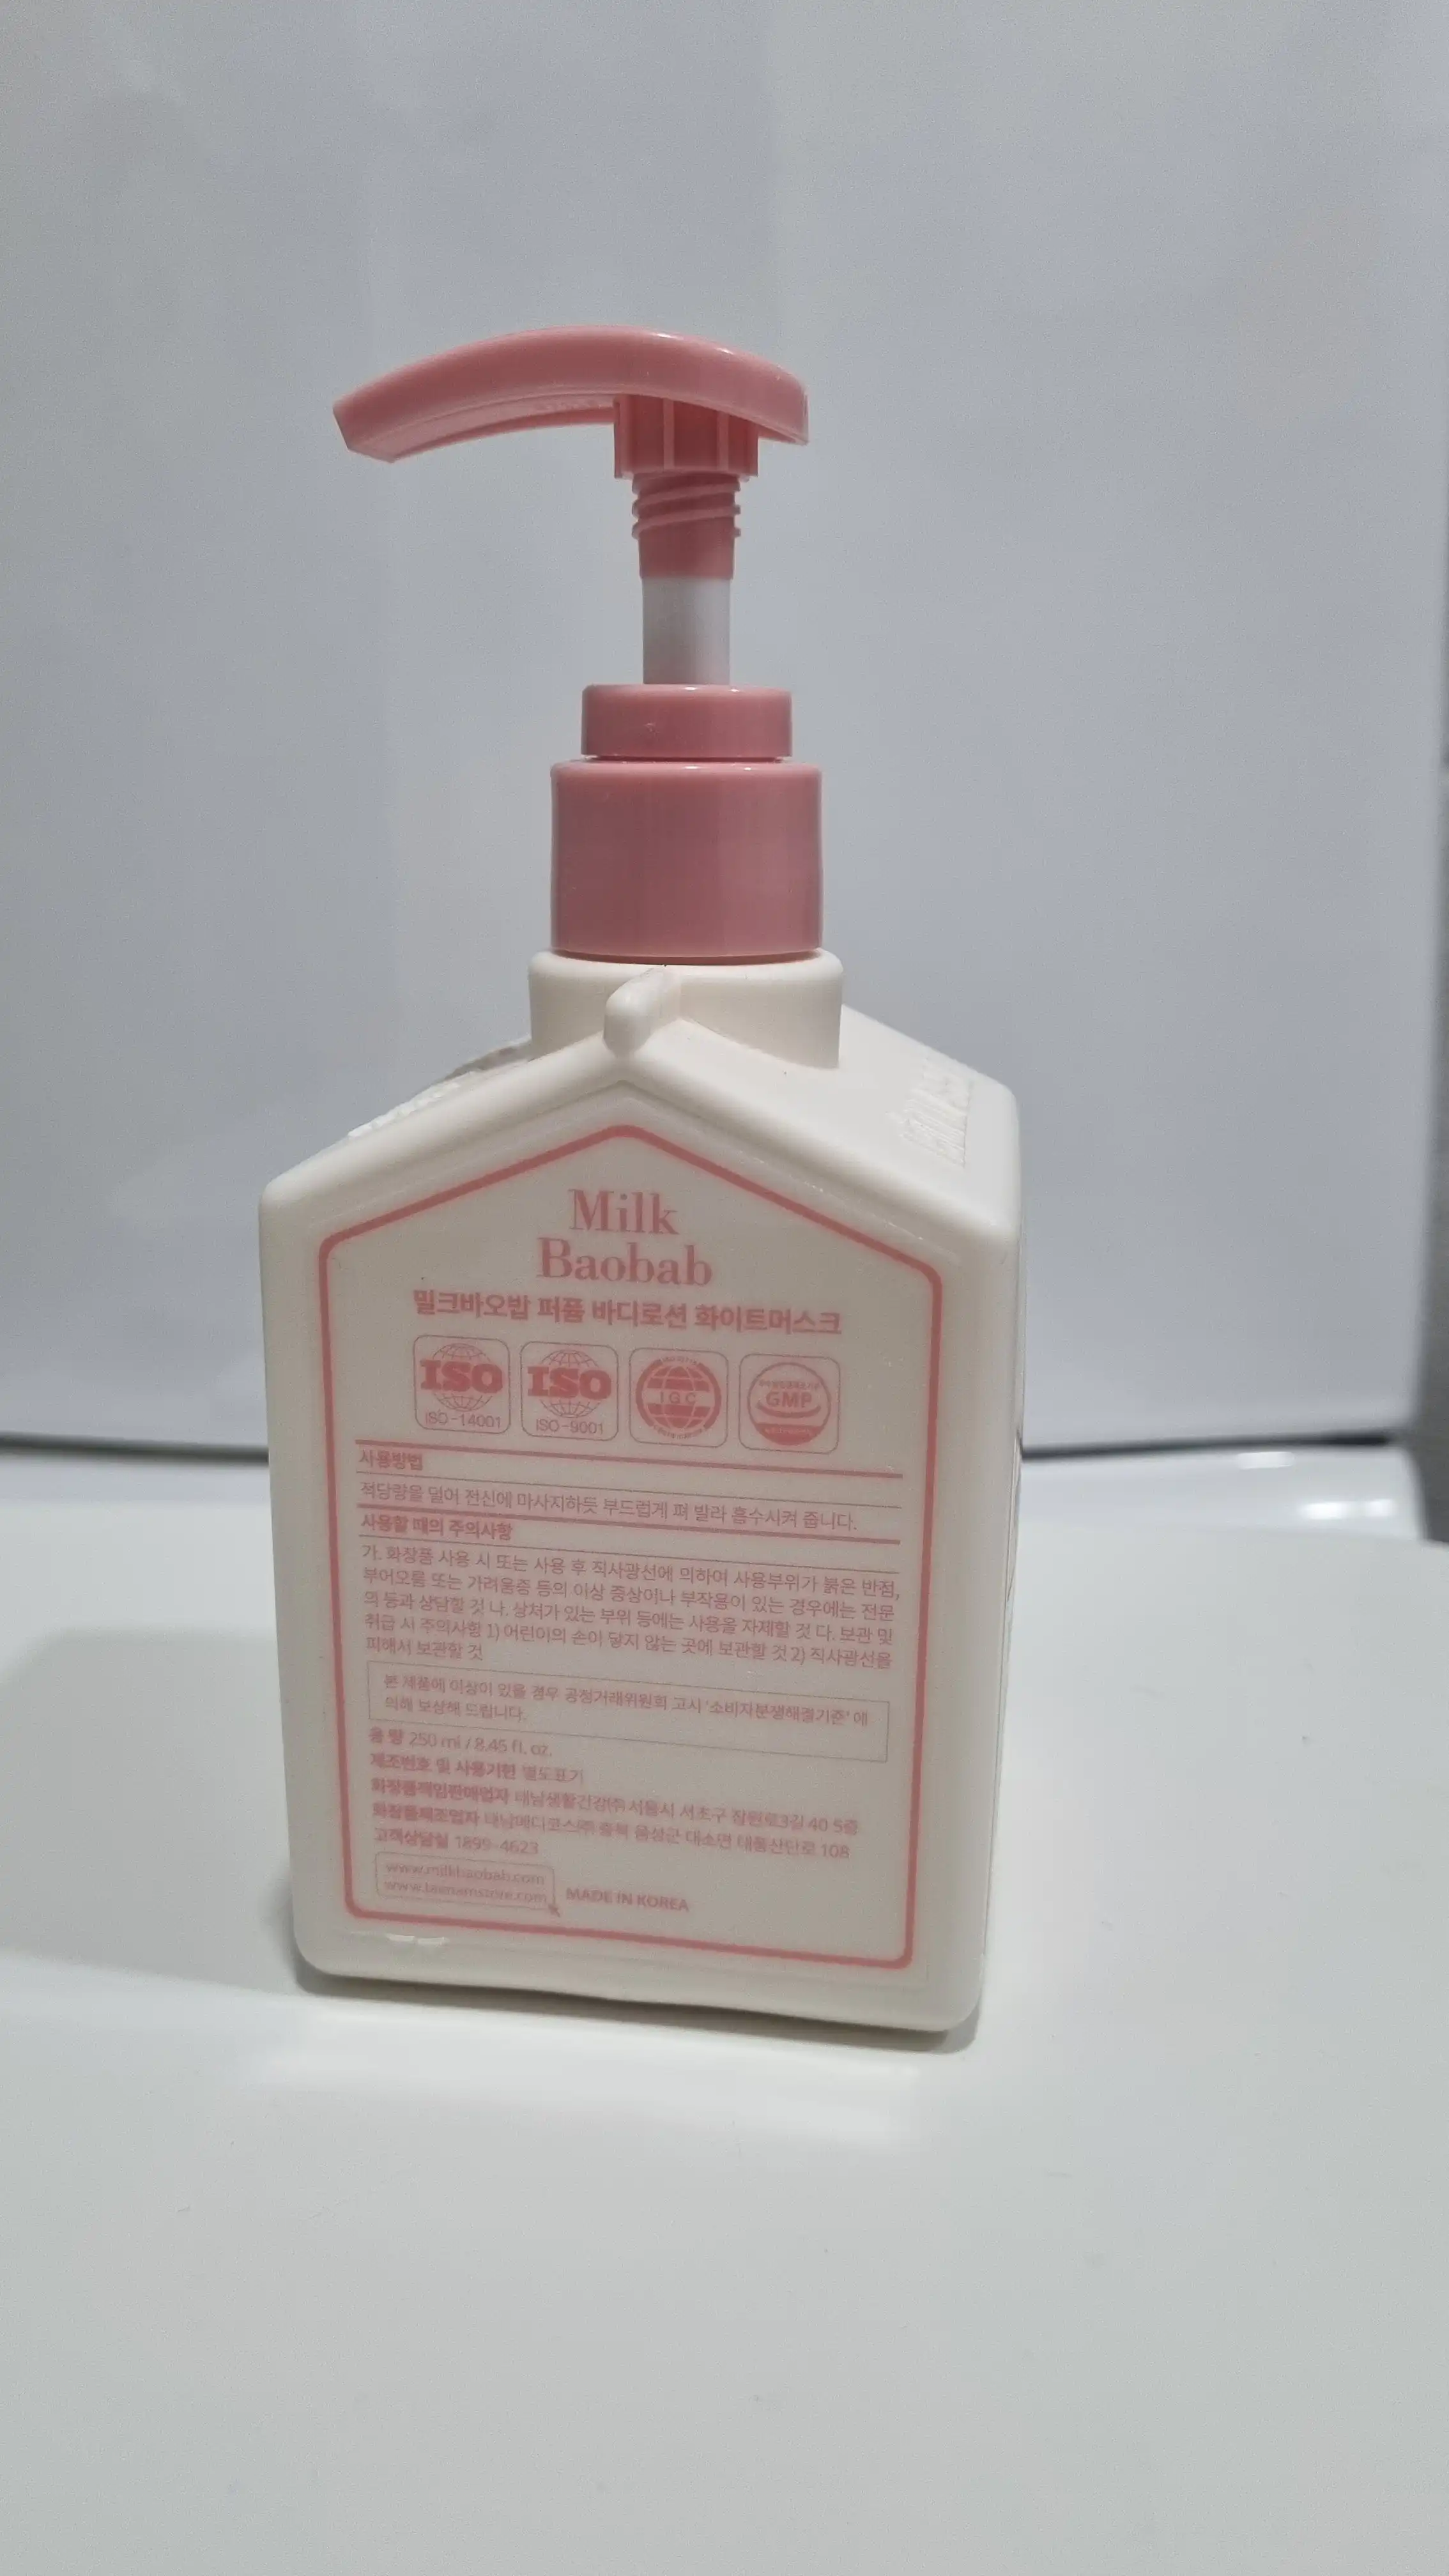 Milk
Baobab
밀크바오밥 퍼퓸 바디로션 화이트머스크
ISO
ISO-14001
ISO
ISO-9001
IGC
GMP
사용방법
적당량을 덜어 전신에 마사지하듯 부드럽게 펴 발라 흡수시켜 줍니다.
사용할 때의 주의사항
가. 화장품 사용 시 또는 사용 후 직사광선에 의하여 사용부위가 붉은 반점,
부어오름 또는 가려움증 등의 이상 증상이나 부작용이 있는 경우에는 전문
의 등과 상담할 것 나. 상처가 있는 부위 등에는 사용을 자제할 것 다. 보관 및
취급 시 주의사항 1) 어린이의 손이 닿지 않는 곳에 보관할 것 2) 직사광선을
피해서 보관할 것
본 제품에 이상이 있을 경우 공정거래위원회 고시 '소비자분쟁해결기준' 에
의해 보상해 드립니다.
용 량 250 ml / 8.45 fl. oz.
제조번호 및 사용기한 별도표기
화장품책임판매업자 태남생활건강㈜ 서울시 서초구 잠원로3길 40 5층
화장품제조업자 태남메디코스㈜ 충북 음성군 대소면 대동산단로 108
고객상담실 1899-4623
www.milkbaobab.com
www.taenamstore.com
MADE IN KOREA